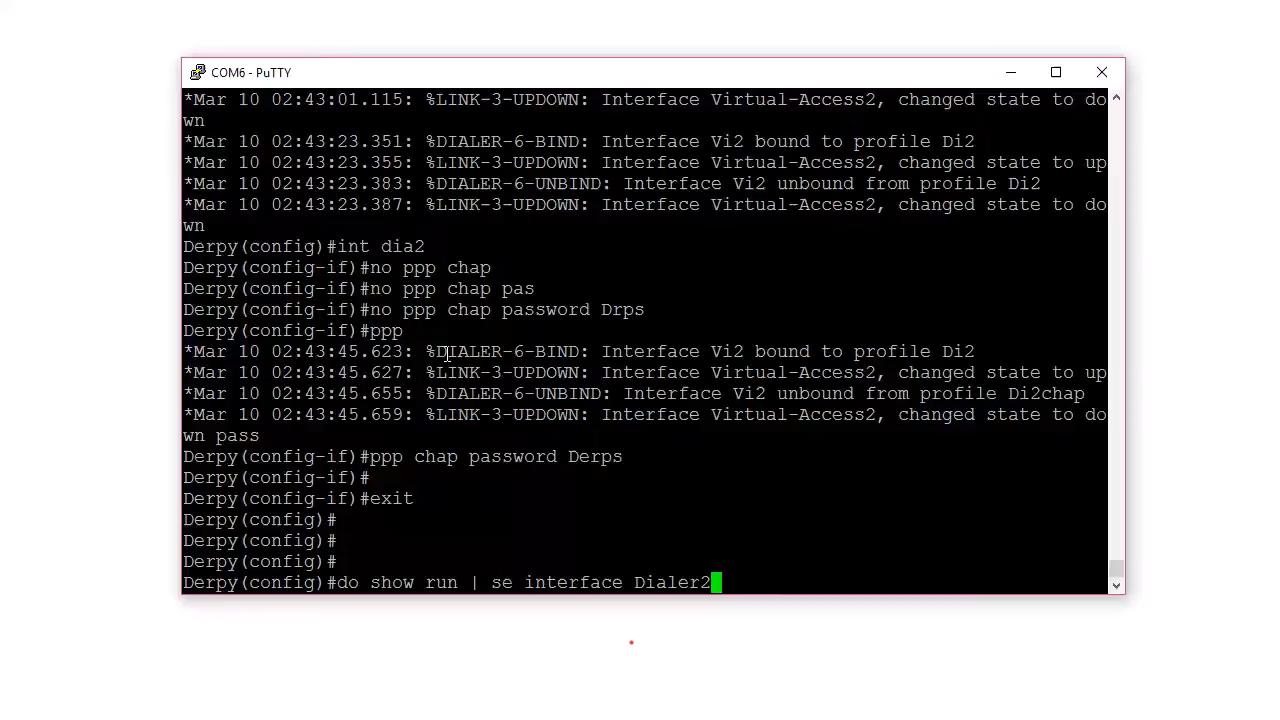 COM6 - PuTTY
*Mar 10 02:43:01.115: %LINK-3-UPDOWN: Interface Virtual-Access2, changed state to do
wn
*Mar 10 02:43:23.351: %DIALER-6-BIND: Interface Vi2 bound to profile Di2
*Mar 10 02:43:23.355: %LINK-3-UPDOWN: Interface Virtual-Access2, changed state to up
*Mar 10 02:43:23.383: %DIALER-6-UNBIND: Interface Vi2 unbound from profile Di2
*Mar 10 02:43:23.387: %LINK-3-UPDOWN: Interface Virtual-Access2, changed state to do
wn
Derpy(config)#int dia2
Derpy(config-if)#no ppp chap
Derpy(config-if)#no ppp chap pas
Derpy(config-if)#no ppp chap password Drps
Derpy(config-if)#ppp
*Mar 10 02:43:45.623: %DIALER-6-BIND: Interface Vi2 bound to profile Di2
*Mar 10 02:43:45.627: %LINK-3-UPDOWN: Interface Virtual-Access2, changed state to up
*Mar 10 02:43:45.655: %DIALER-6-UNBIND: Interface Vi2 unbound from profile Di2chap
*Mar 10 02:43:45.659: %LINK-3-UPDOWN: Interface Virtual-Access2, changed state to do
wn pass
Derpy(config-if)#ppp chap password Derps
Derpy(config-if)#
Derpy(config-if)#exit
Derpy(config)#
Derpy(config)#
Derpy(config)#
Derpy(config)#do show run | se interface Dialer2